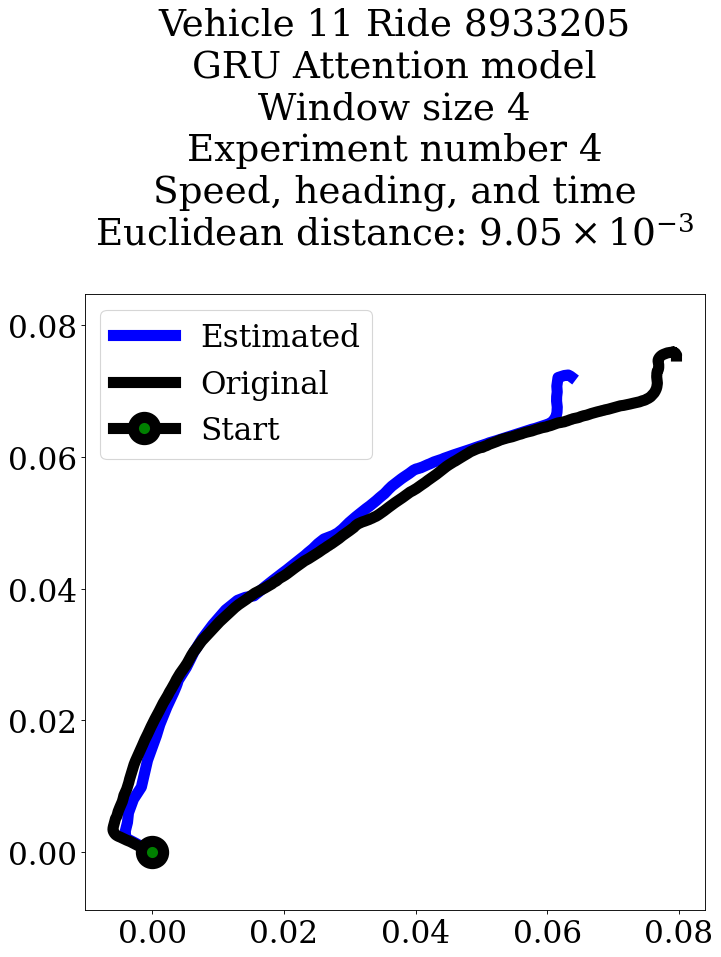 Vehicle 11 Ride 8933205
GRU Attention model
Window size 4
Experiment number 4
Speed, heading, and time
Euclidean distance: 9.05 × 10⁻³
Estimated
Original
Start
0.08
0.06
0.04
0.02
0.00
0.00 0.02 0.04 0.06 0.08